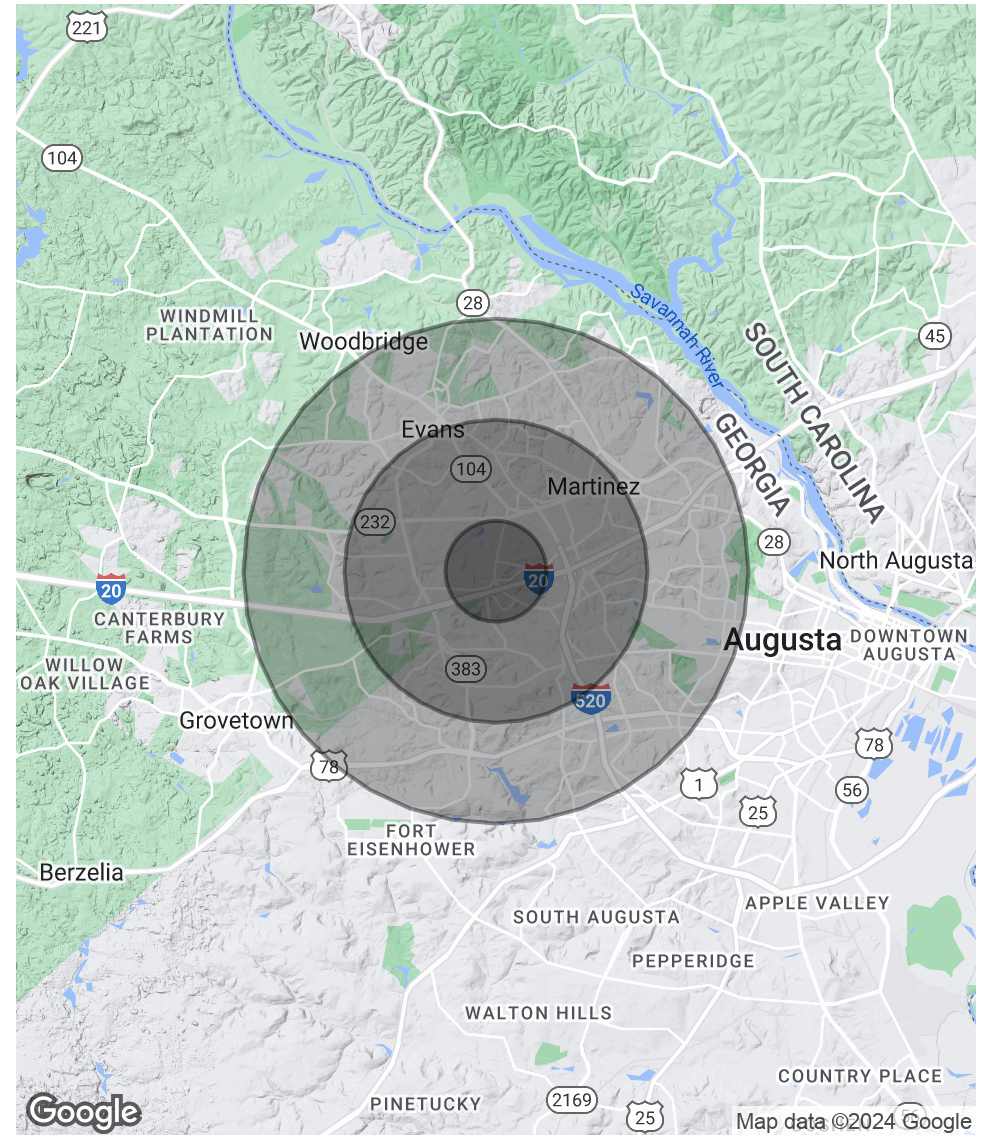 221
104
28
Savannah River
WINDMILL
PLANTATION
Woodbridge
45
SOUTH CAROLINA
GEORGIA
Evans
104
Martinez
232
28
North Augusta
20
20
CANTERBURY
FARMS
Augusta
DOWNTOWN
AUGUSTA
WILLOW
OAK VILLAGE
383
520
Grovetown
78
78
1
56
25
FORT
EISENHOWER
Berzelia
APPLE VALLEY
SOUTH AUGUSTA
PEPPERIDGE
WALTON HILLS
COUNTRY PLACE
PINETUCKY
2169
25
Google
Map data ©2024 Google